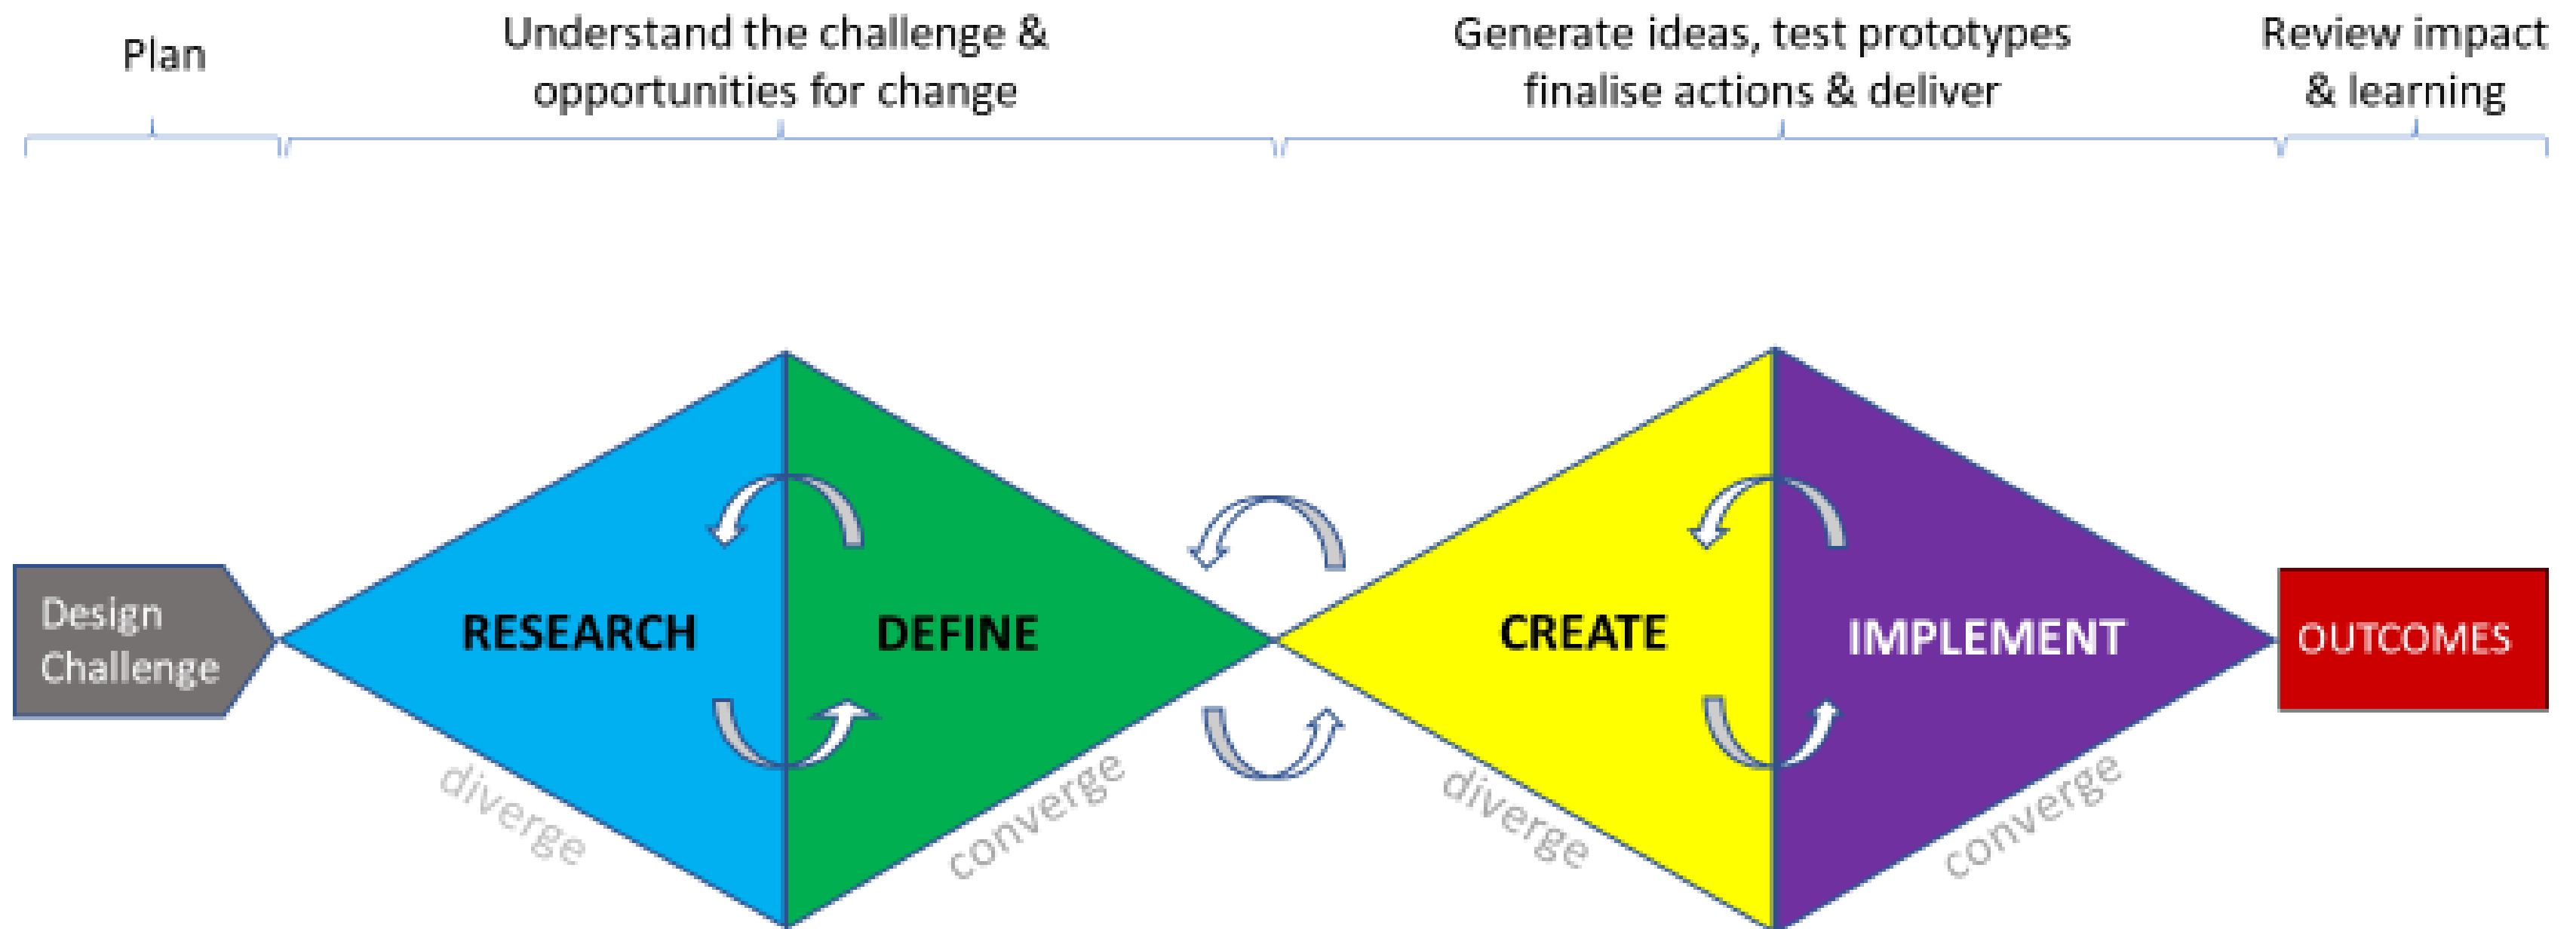 Plan
Understand the challenge &
opportunities for change
Generate ideas, test prototypes
finalise actions & deliver
Review impact
& learning
Design
Challenge
RESEARCH
DEFINE
CREATE
IMPLEMENT
OUTCOMES
diverge
converge
diverge
converge